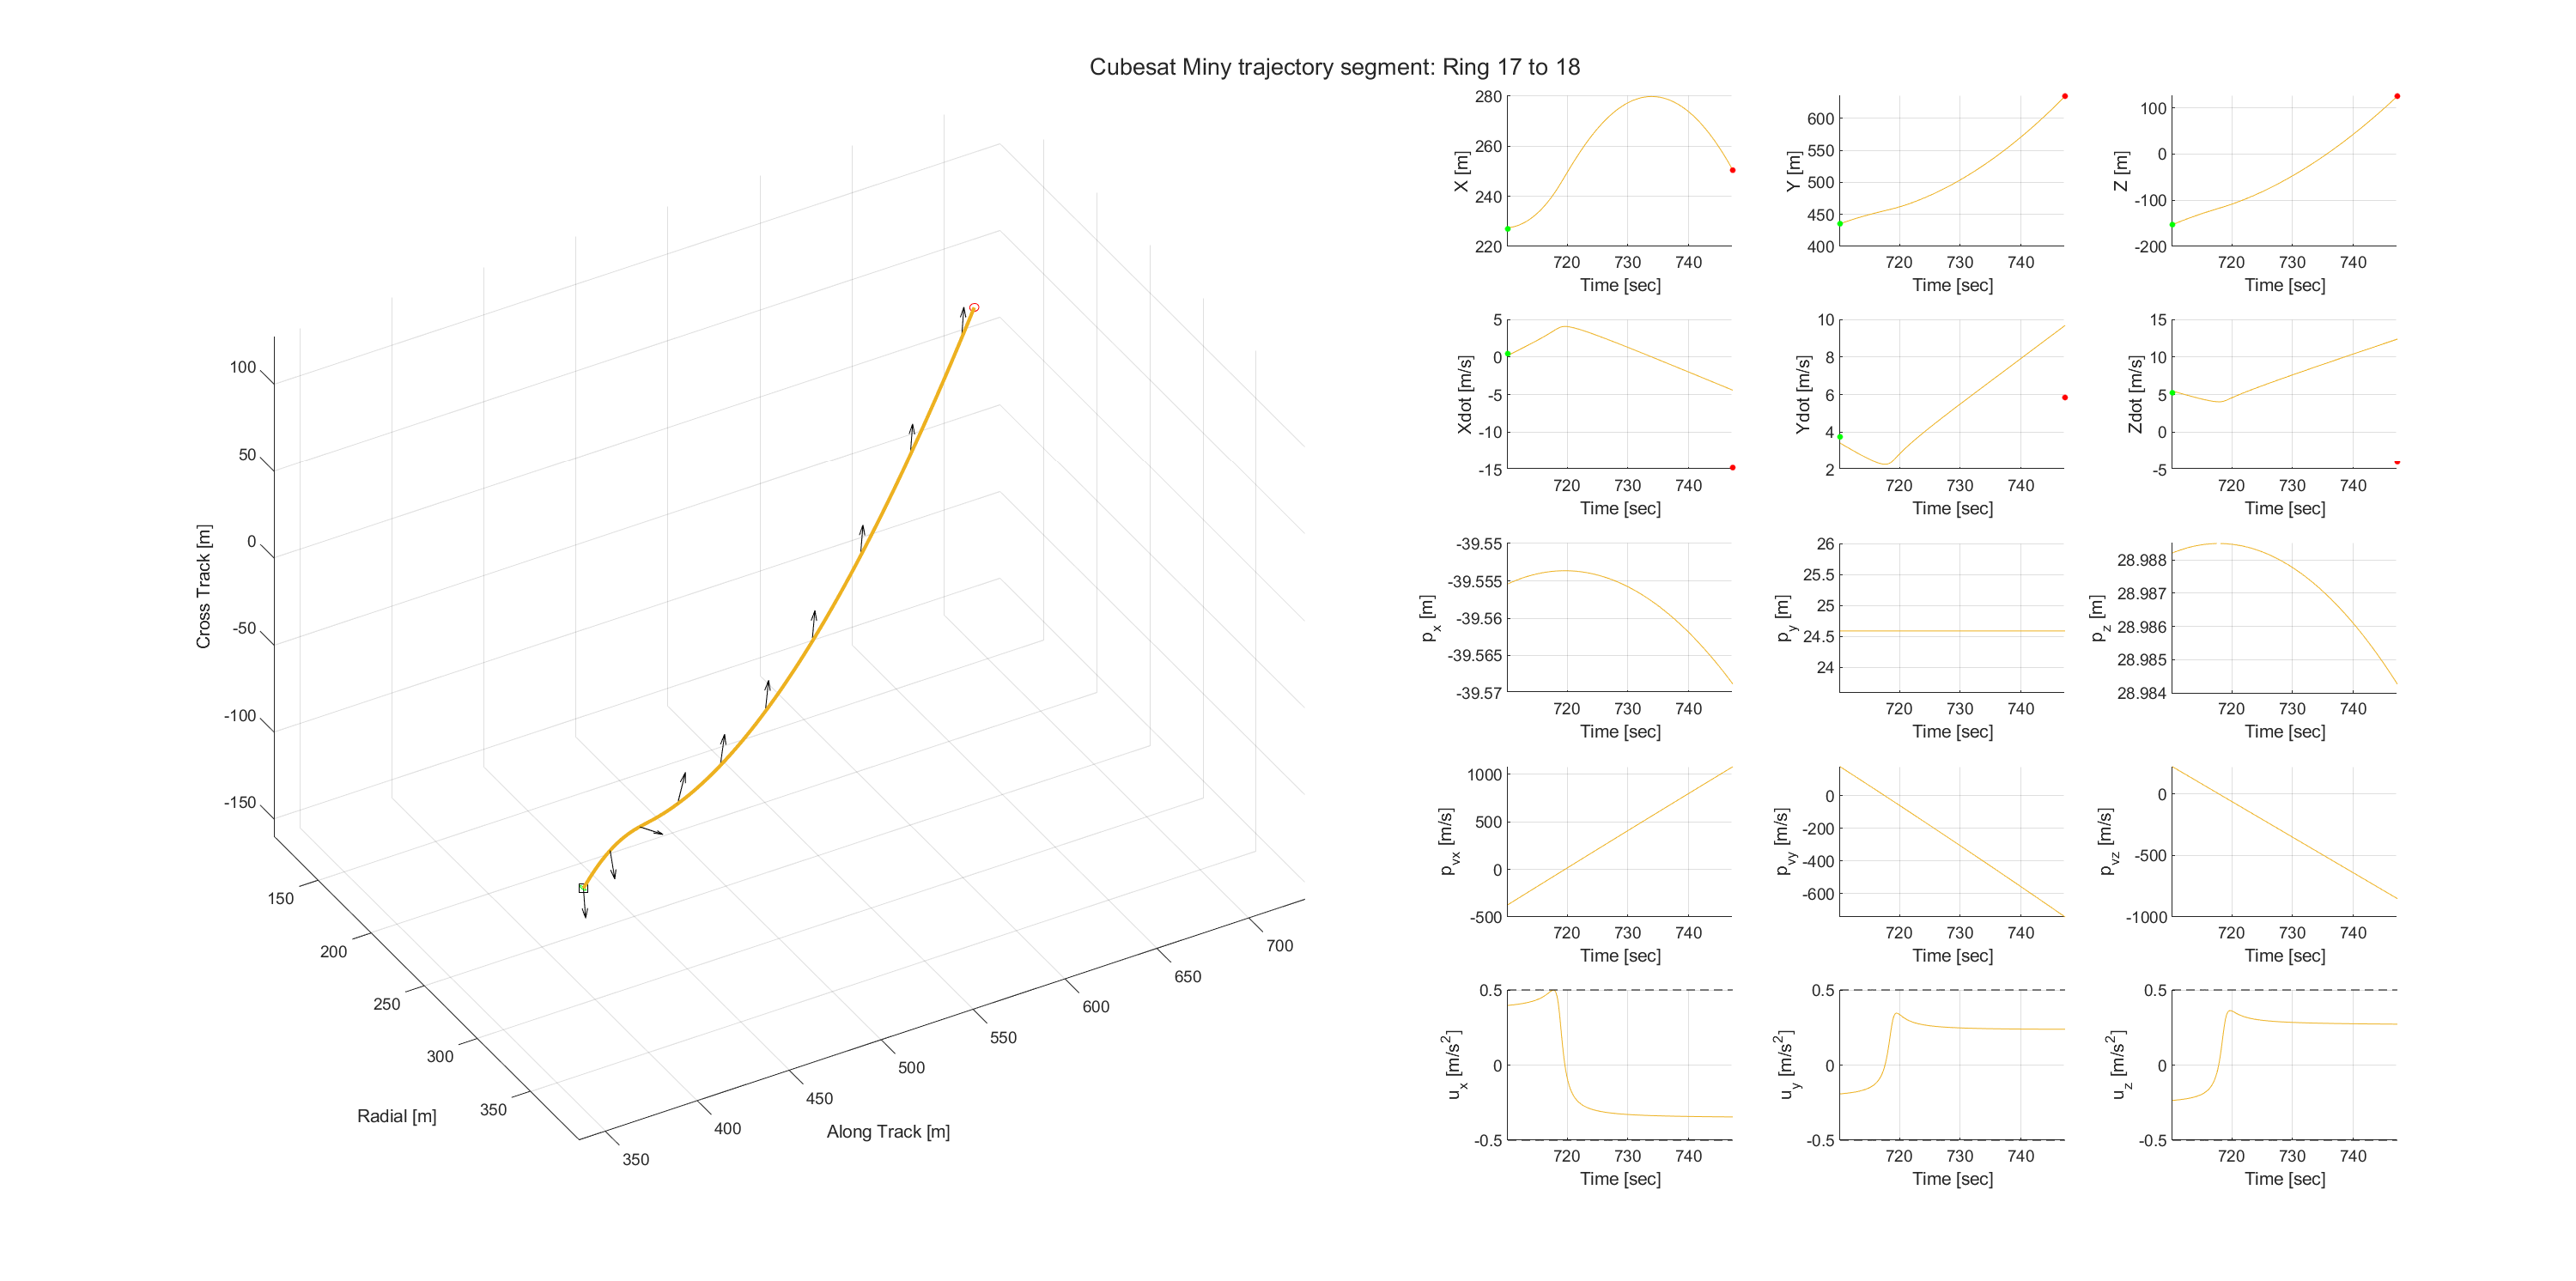 Cubesat Miny trajectory segment: Ring 17 to 18
100
50
0
-50
-100
-150
Cross Track [m]
150
200
250
300
350
Radial [m]
350
400
450
500
550
600
650
700
Along Track [m]
280
260
240
220
X [m]
720 730 740
Time [sec]
600
550
500
450
400
Y [m]
720 730 740
Time [sec]
100
0
-100
-200
Z [m]
720 730 740
Time [sec]
5
0
-5
-10
-15
Xdot [m/s]
720 730 740
Time [sec]
10
8
6
4
2
Ydot [m/s]
720 730 740
Time [sec]
15
10
5
0
-5
Zdot [m/s]
720 730 740
Time [sec]
-39.55
-39.555
-39.56
-39.565
-39.57
p_x [m]
720 730 740
Time [sec]
26
25.5
25
24.5
24
p_y [m]
720 730 740
Time [sec]
28.988
28.987
28.986
28.985
28.984
p_z [m]
720 730 740
Time [sec]
1000
500
0
-500
p_vx [m/s]
720 730 740
Time [sec]
0
-200
-400
-600
p_vy [m/s]
720 730 740
Time [sec]
0
-500
-1000
p_vz [m/s]
720 730 740
Time [sec]
0.5
0
-0.5
u_x [m/s^2]
720 730 740
Time [sec]
0.5
0
-0.5
u_y [m/s^2]
720 730 740
Time [sec]
0.5
0
-0.5
u_z [m/s^2]
720 730 740
Time [sec]